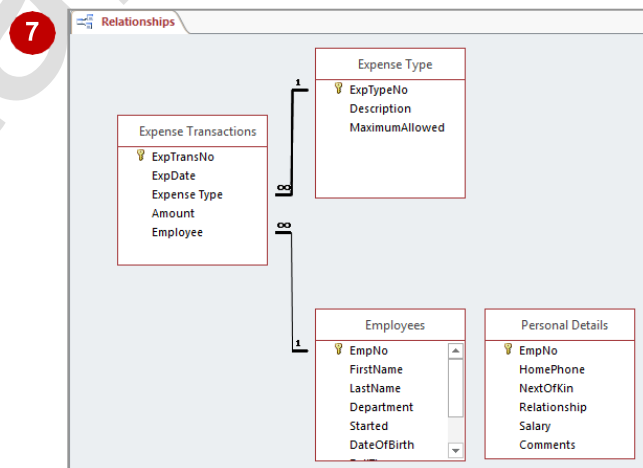 7
Relationships
Expense Type
1
ExpTypeNo
Description
MaximumAllowed
Expense Transactions
ExpTransNo
ExpDate
Expense Type
∞
Amount
Employee
∞
Employees
1
EmpNo
FirstName
LastName
Department
Started
DateOfBirth
Personal Details
EmpNo
HomePhone
NextOfKin
Relationship
Salary
Comments